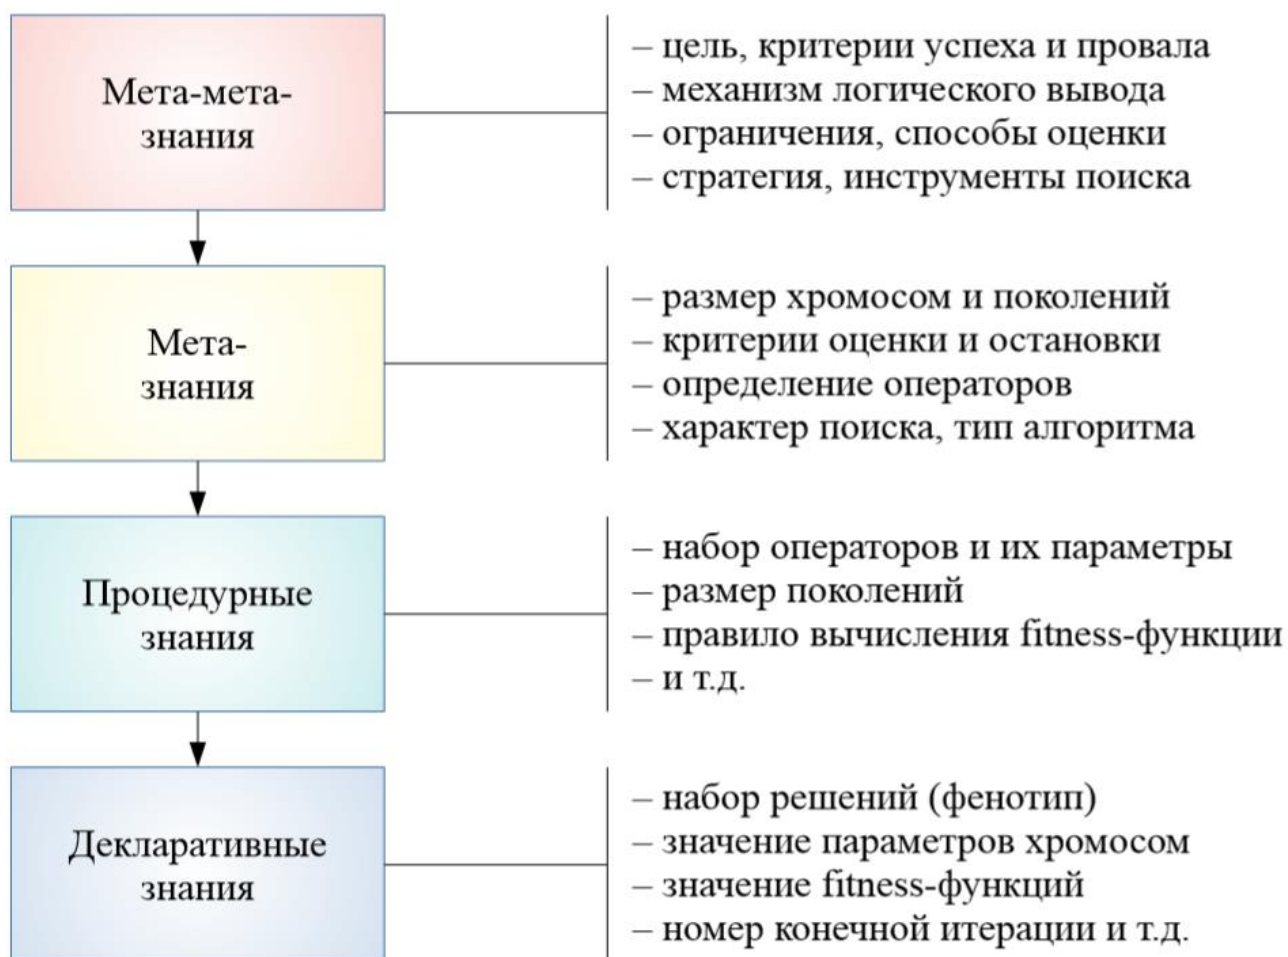 Мета-мета-
знания
– цель, критерии успеха и провала
– механизм логического вывода
– ограничения, способы оценки
– стратегия, инструменты поиска
Мета-
знания
– размер хромосом и поколений
– критерии оценки и остановки
– определение операторов
– характер поиска, тип алгоритма
Процедурные
знания
– набор операторов и их параметры
– размер поколений
– правило вычисления fitness-функции
– и т.д.
Декларативные
знания
– набор решений (фенотип)
– значение параметров хромосом
– значение fitness-функций
– номер конечной итерации и т.д.